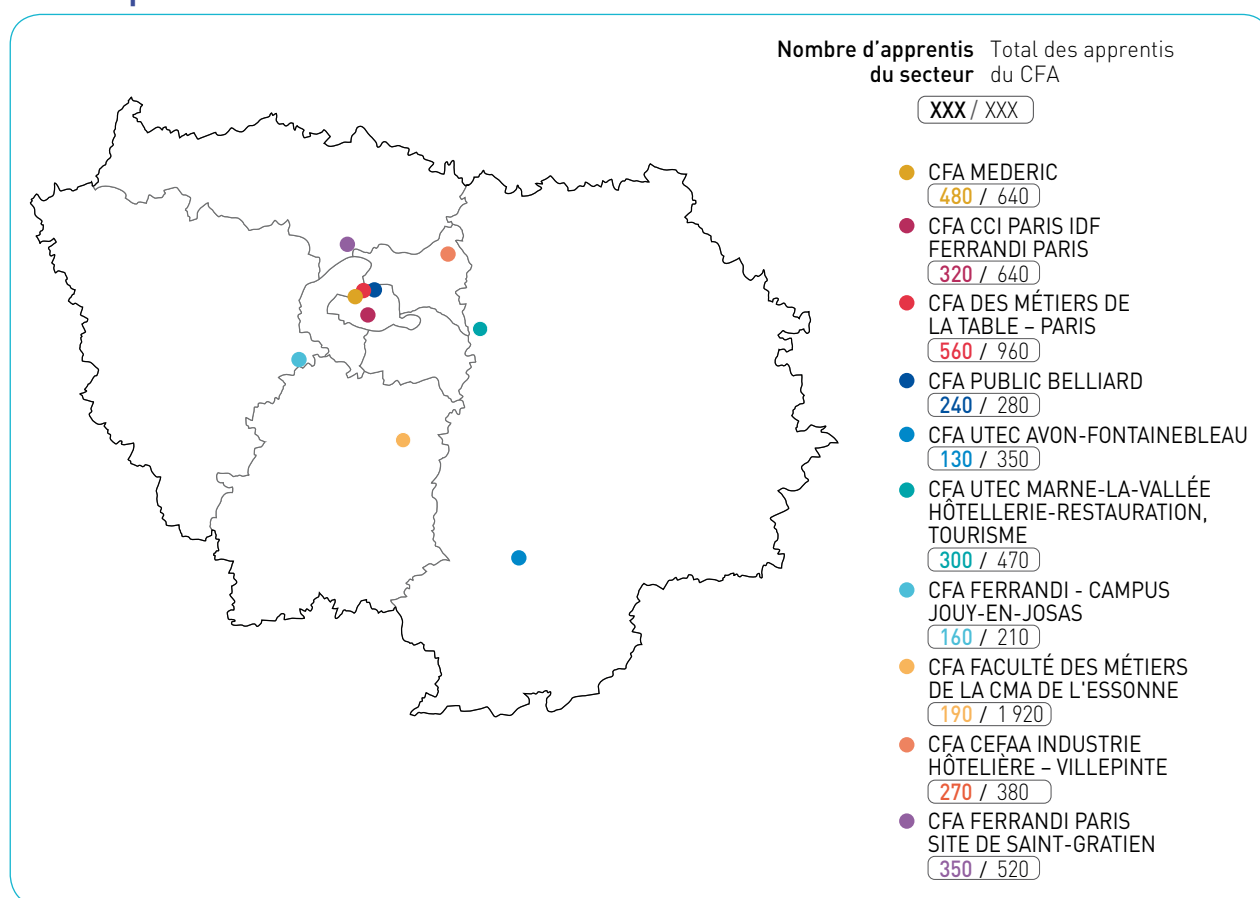 Nombre d'apprentis Total des apprentis
du secteur du CFA
XXX / XXX
CFA MEDERIC
480 / 640
CFA CCI PARIS IDF
FERRANDI PARIS
320 / 640
CFA DES MÉTIERS DE
LA TABLE – PARIS
560 / 960
CFA PUBLIC BELLIARD
240 / 280
CFA UTEC AVON-FONTAINEBLEAU
130 / 350
CFA UTEC MARNE-LA-VALLÉE
HÔTELLERIE-RESTAURATION,
TOURISME
300 / 470
CFA FERRANDI - CAMPUS
JOUY-EN-JOSAS
160 / 210
CFA FACULTÉ DES MÉTIERS
DE LA CMA DE L'ESSONNE
190 / 1 920
CFA CEFAA INDUSTRIE
HÔTELIÈRE – VILLEPINTE
270 / 380
CFA FERRANDI PARIS
SITE DE SAINT-GRATIEN
350 / 520